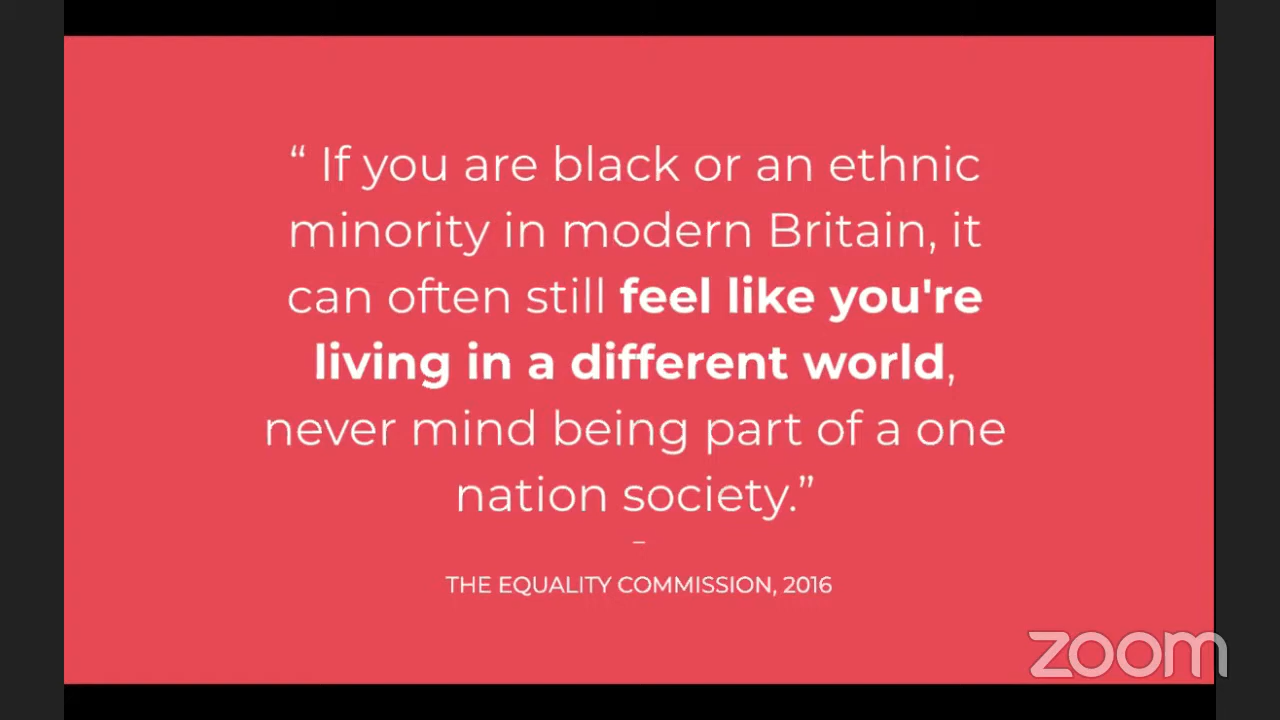 “ If you are black or an ethnic
minority in modern Britain, it
can often still feel like you're
living in a different world,
never mind being part of a one
nation society.”
–
THE EQUALITY COMMISSION, 2016
zoom